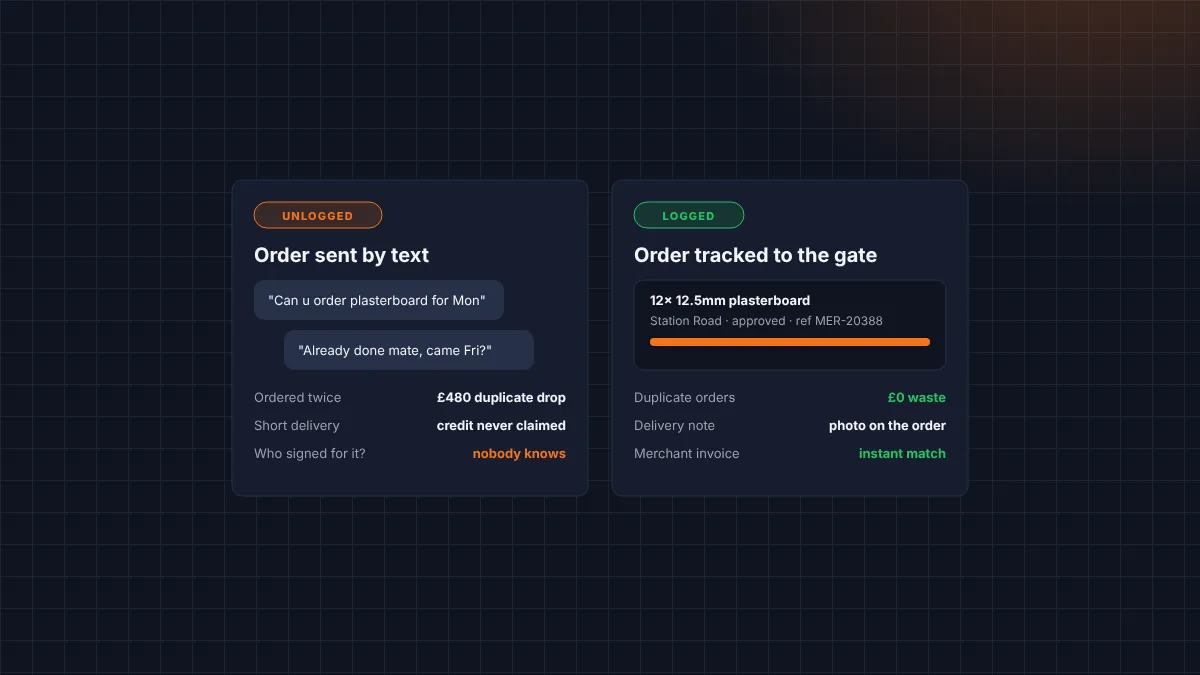 UNLOGGED
Order sent by text
"Can u order plasterboard for Mon"
"Already done mate, came Fri?"
Ordered twice £480 duplicate drop
Short delivery credit never claimed
Who signed for it? nobody knows
LOGGED
Order tracked to the gate
12× 12.5mm plasterboard
Station Road · approved · ref MER-20388
Duplicate orders £0 waste
Delivery note photo on the order
Merchant invoice instant match